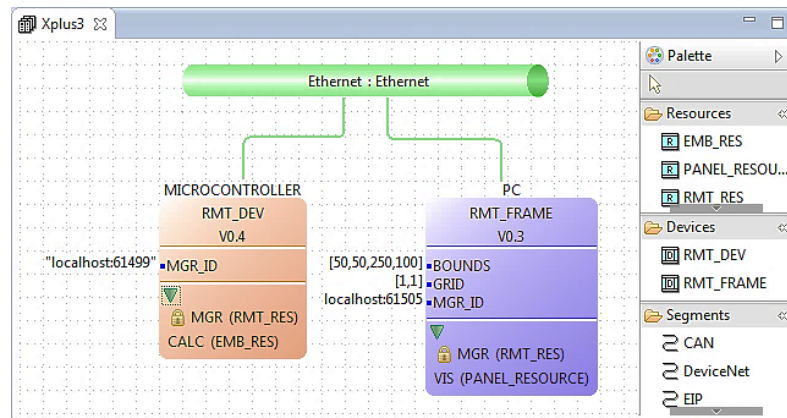 Xplus3
Ethernet : Ethernet
MICROCONTROLLER
RMT_DEV
V0.4
"localhost:61499"
MGR_ID
MGR (RMT_RES)
CALC (EMB_RES)
PC
RMT_FRAME
V0.3
[50,50,250,100]
BOUNDS
[1,1]
GRID
localhost:61505
MGR_ID
MGR (RMT_RES)
VIS (PANEL_RESOURCE)
Palette
Resources
EMB_RES
PANEL_RESOU...
RMT_RES
Devices
RMT_DEV
RMT_FRAME
Segments
CAN
DeviceNet
EIP